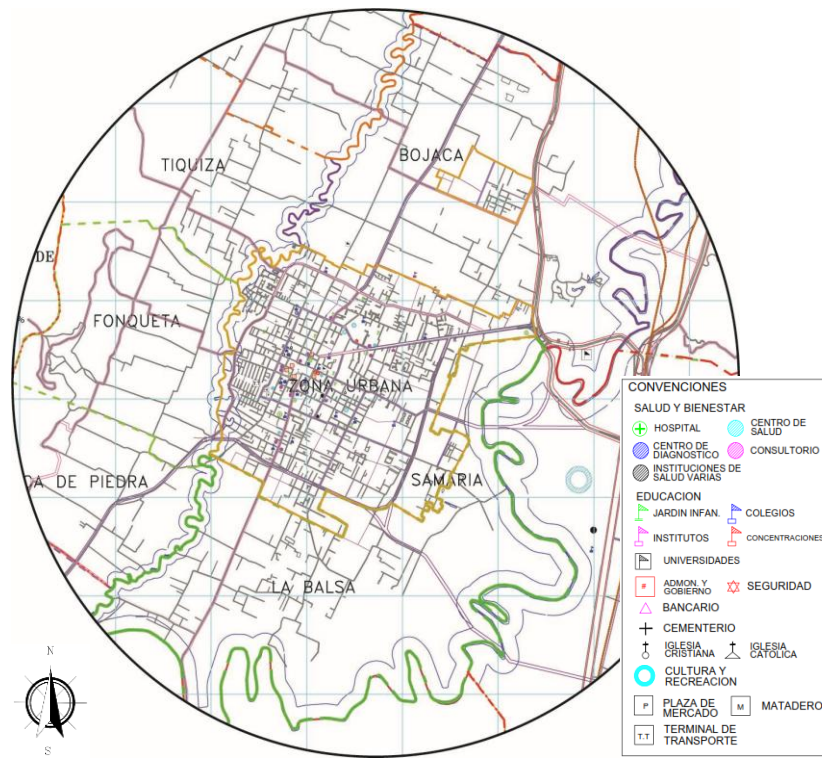 TIQUIZA
BOJACA
DE
FONQUETA
ZONA URBANA
CA DE PIEDRA
SAMARIA
LA BALSA
N
S
CONVENCIONES
SALUD Y BIENESTAR
HOSPITAL
CENTRO DE
SALUD
CENTRO DE
DIAGNOSTICO
CONSULTORIO
INSTITUCIONES DE
SALUD VARIAS
EDUCACION
JARDIN INFAN.
COLEGIOS
INSTITUTOS
CONCENTRACIONES
UNIVERSIDADES
#
ADMON. Y
GOBIERNO
SEGURIDAD
BANCARIO
CEMENTERIO
IGLESIA
CRISTIANA
IGLESIA
CATOLICA
CULTURA Y
RECREACION
P
PLAZA DE
MERCADO
M
MATADERO
T.T
TERMINAL DE
TRANSPORTE